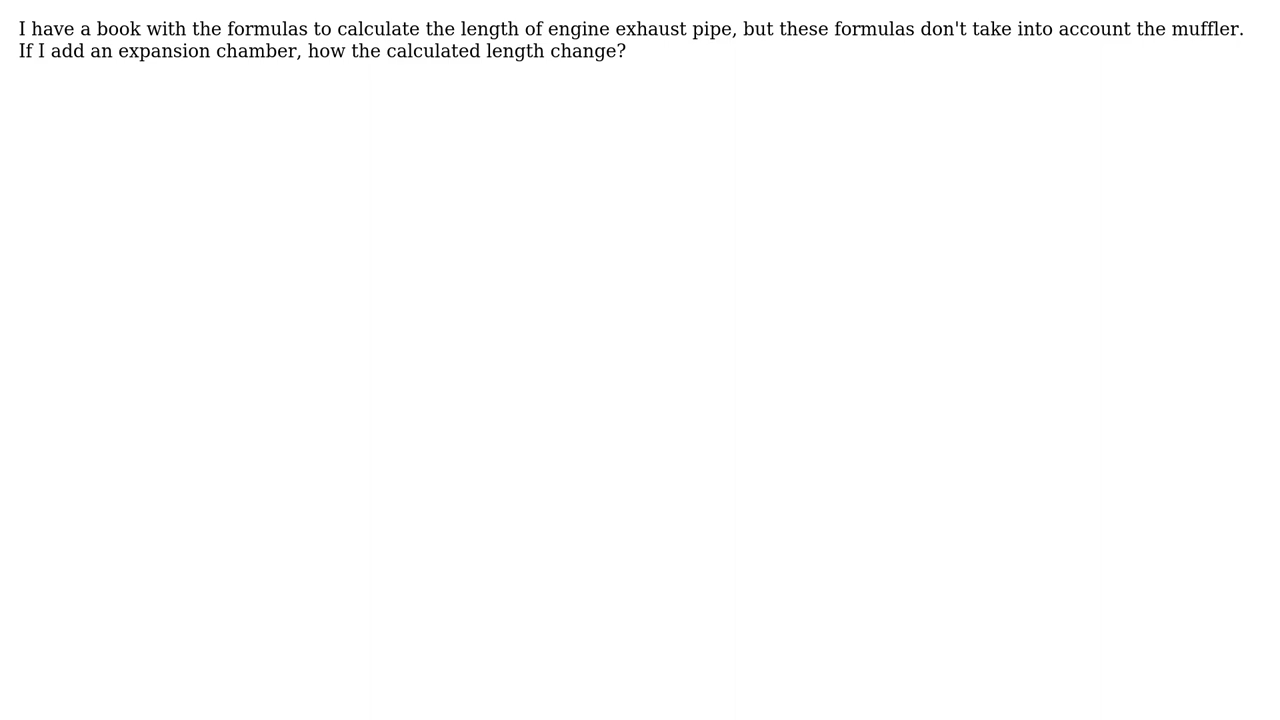 I have a book with the formulas to calculate the length of engine exhaust pipe, but these formulas don't take into account the muffler.
If I add an expansion chamber, how the calculated length change?